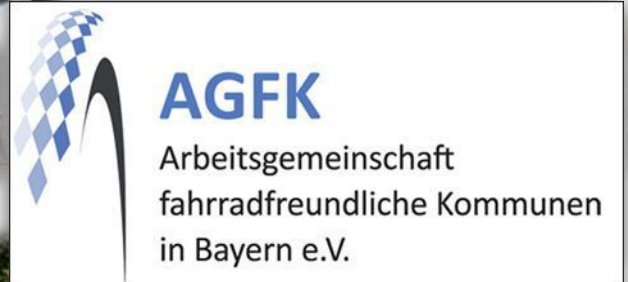 AGFK
Arbeitsgemeinschaft
fahrradfreundliche Kommunen
in Bayern e.V.